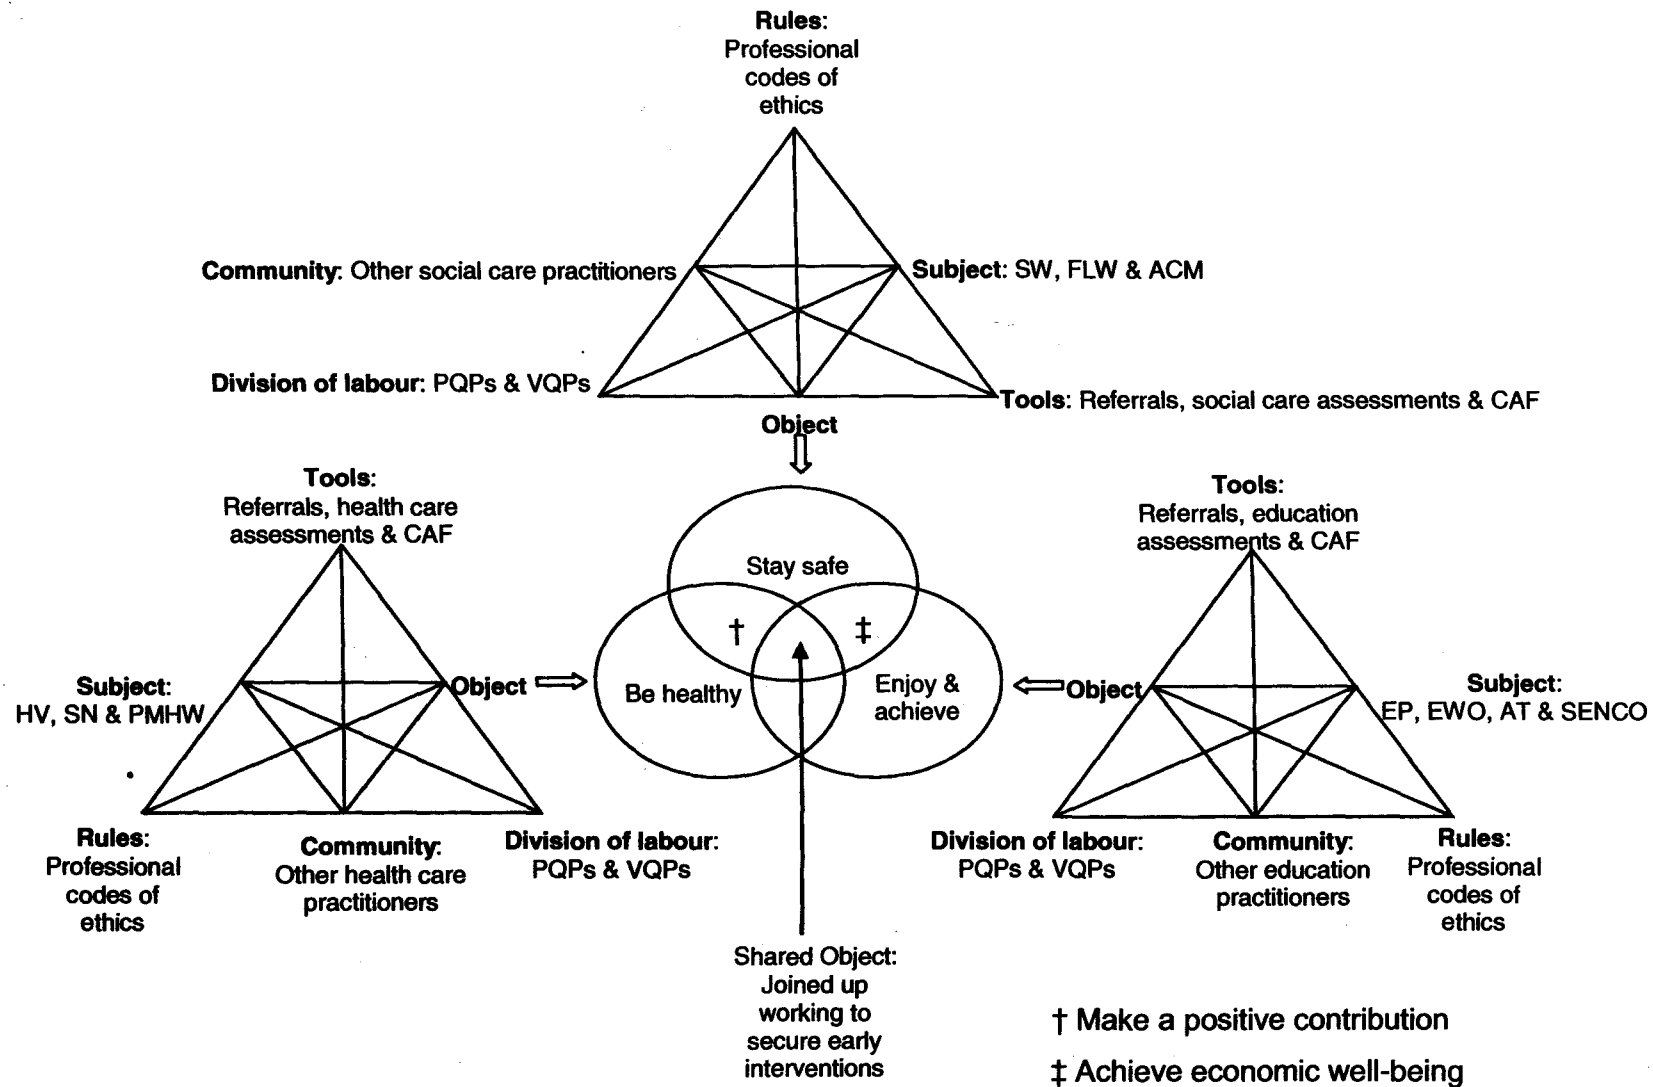 Rules:
Professional
codes of
ethics
Community: Other social care practitioners
Subject: SW, FLW & ACM
Division of labour: PQPs & VQPs
Tools: Referrals, social care assessments & CAF
Object
Tools:
Referrals, health care
assessments & CAF
Tools:
Referrals, education
assessments & CAF
Stay safe
†
‡
Subject:
HV, SN & PMHW
Object
Be healthy
Enjoy &
achieve
Object
Subject:
EP, EWO, AT & SENCO
Rules:
Professional
codes of
ethics
Community:
Other health care
practitioners
Division of labour:
PQPs & VQPs
Division of labour:
PQPs & VQPs
Community:
Other education
practitioners
Rules:
Professional
codes of
ethics
Shared Object:
Joined up
working to
secure early
interventions
† Make a positive contribution
‡ Achieve economic well-being